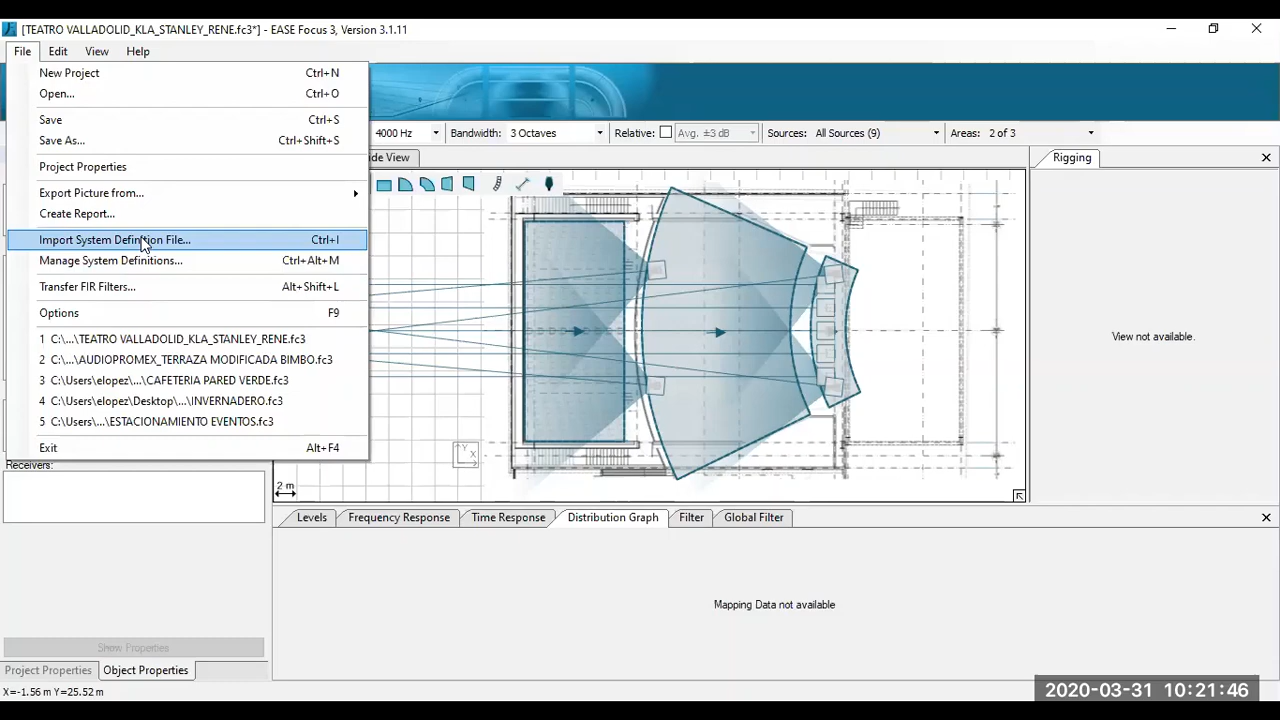 [TEATRO VALLADOLID_KLA_STANLEY_RENE.fc3*] - EASE Focus 3, Version 3.1.11
File Edit View Help
New Project Ctrl+N
Open... Ctrl+O
Save Ctrl+S
Save As... Ctrl+Shift+S
Project Properties
Export Picture from...
Create Report...
Import System Definition File... Ctrl+I
Manage System Definitions... Ctrl+Alt+M
Transfer FIR Filters... Alt+Shift+L
Options F9
1 C:\...\TEATRO VALLADOLID_KLA_STANLEY_RENE.fc3
2 C:\...\AUDIOPROMEX_TERRAZA MODIFICADA BIMBO.fc3
3 C:\Users\elopez\...\CAFETERIA PARED VERDE.fc3
4 C:\Users\elopez\Desktop\...\INVERNADERO.fc3
5 C:\Users\...\ESTACIONAMIENTO EVENTOS.fc3
Exit Alt+F4
4000 Hz Bandwidth: 3 Octaves Relative: Avg. ±3 dB Sources: All Sources (9) Areas: 2 of 3
de View
Rigging
View not available.
Y
X
2 m
Receivers:
Levels Frequency Response Time Response Distribution Graph Filter Global Filter
Mapping Data not available
Show Properties
Project Properties Object Properties
X=-1.56 m Y=25.52 m
2020-03-31 10:21:46